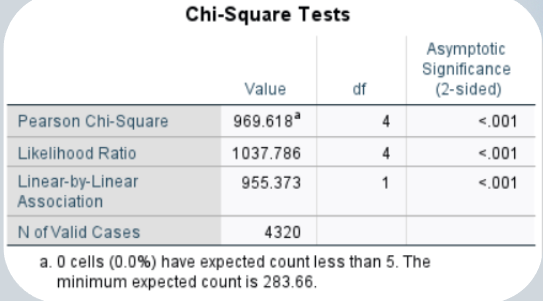 Chi-Square Tests
Value df Asymptotic Significance (2-sided)
Pearson Chi-Square 969.618ᵃ 4 <.001
Likelihood Ratio 1037.786 4 <.001
Linear-by-Linear Association 955.373 1 <.001
N of Valid Cases 4320
a. 0 cells (0.0%) have expected count less than 5. The
minimum expected count is 283.66.